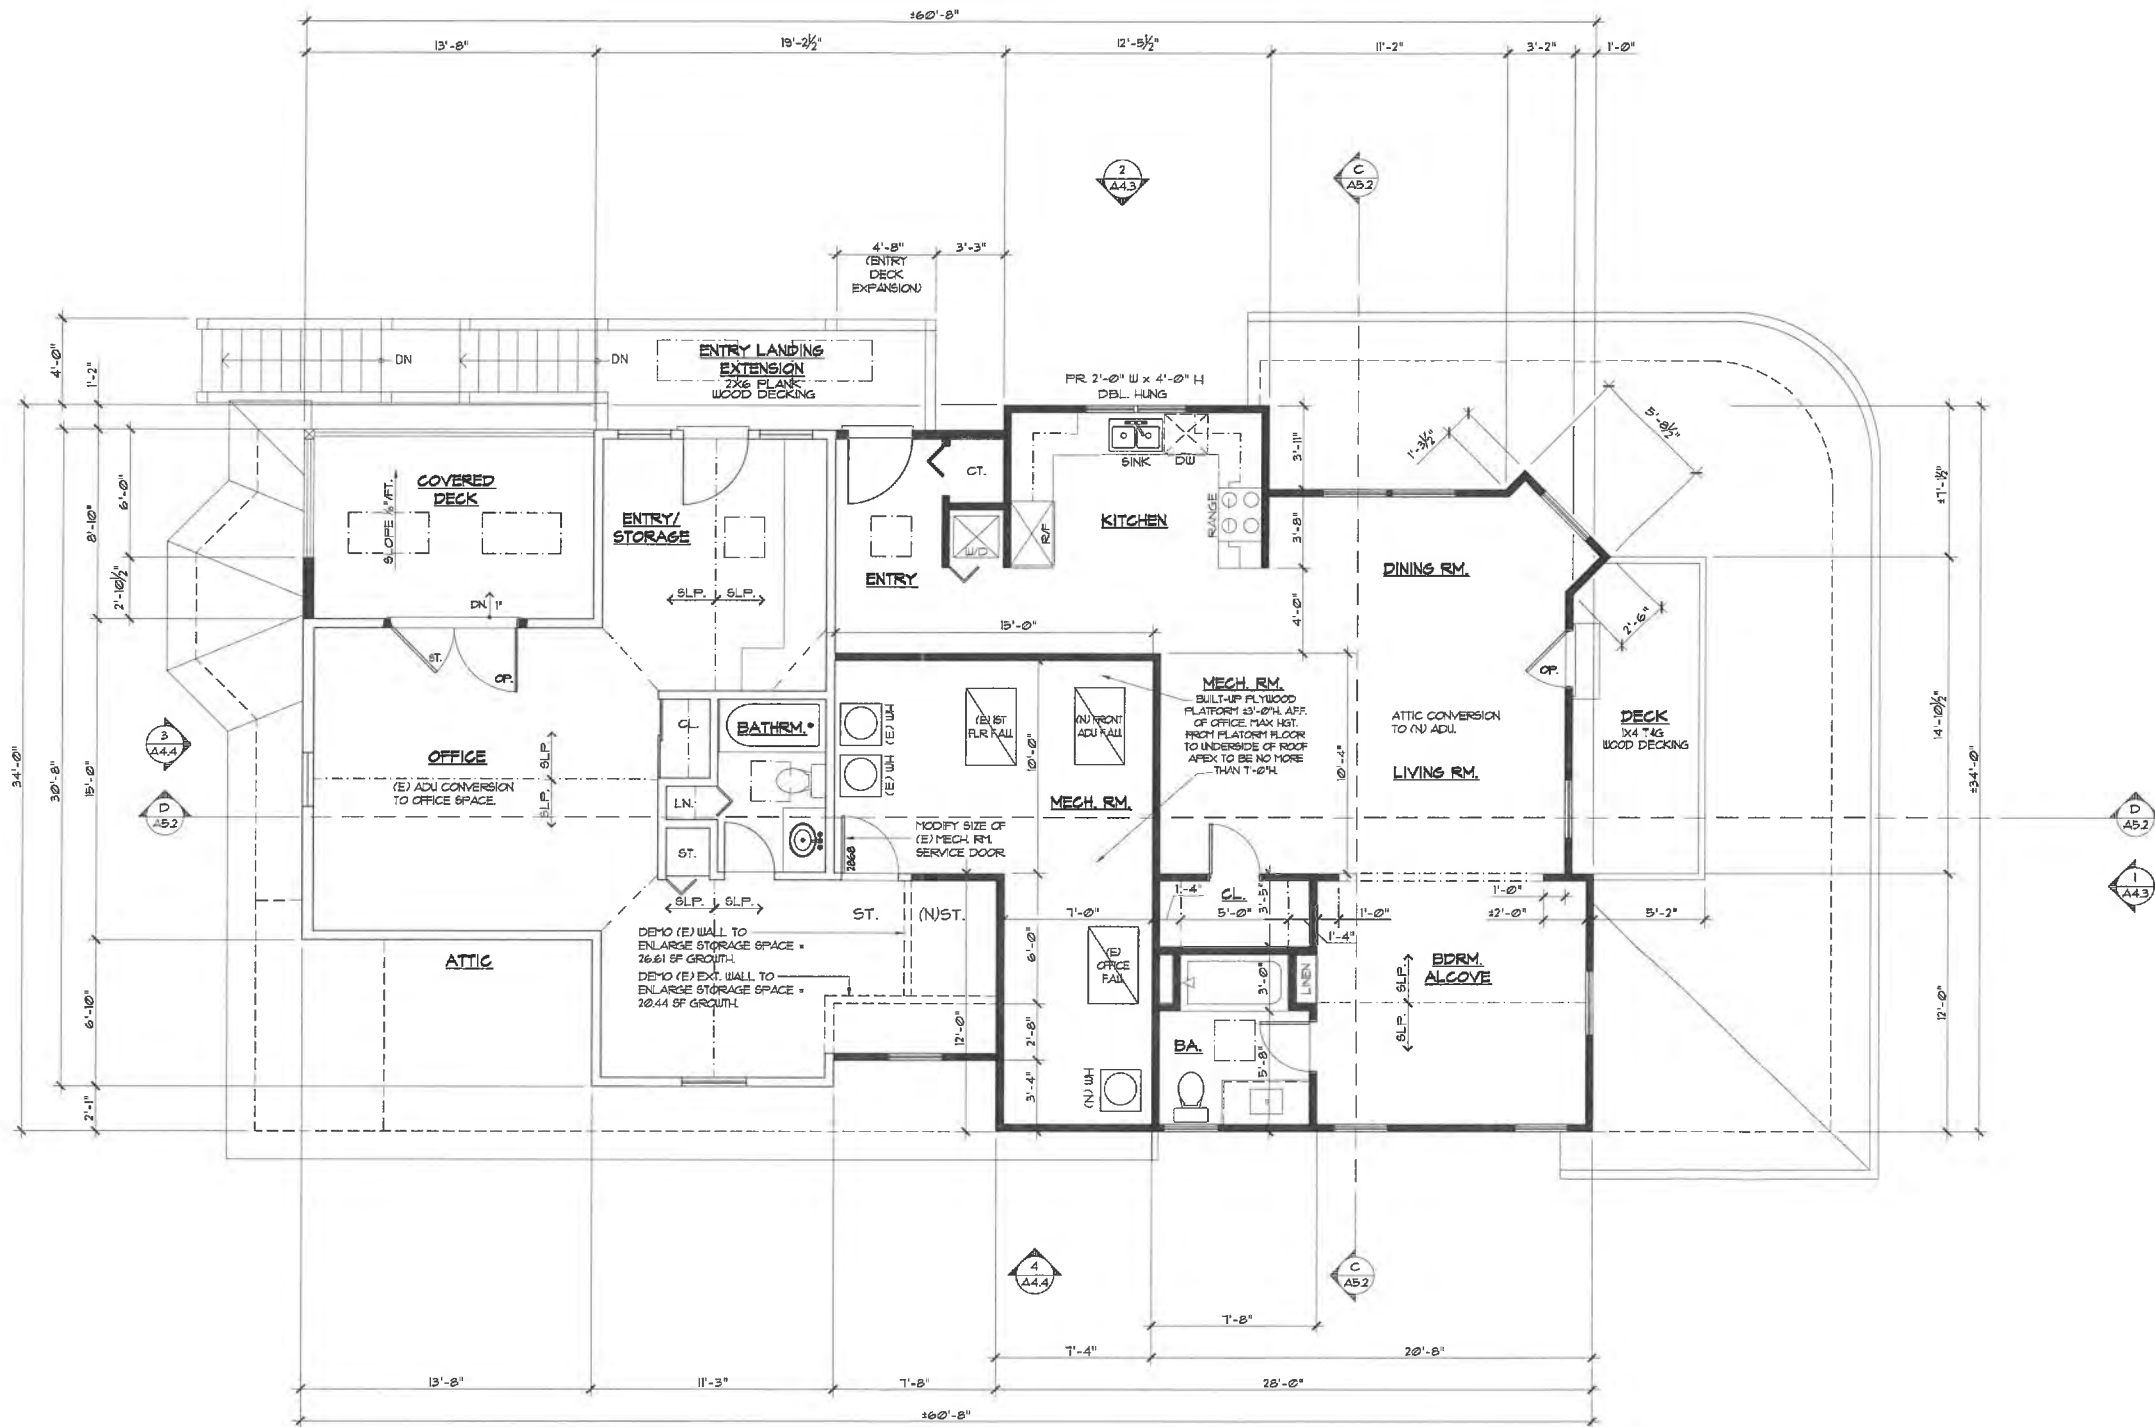 ±60'-8"
13'-8"
19'-2½"
12'-5½"
11'-2"
3'-2"
1'-0"
2
A4.3
C
A5.2
4'-8"
(ENTRY
DECK
EXPANSION)
3'-3"
4'-0"
1'-2"
DN
DN
ENTRY LANDING
EXTENSION
2X6 PLANK
WOOD DECKING
PR. 2'-0" W x 4'-0" H
DBL. HUNG
SINK
DW
3'-11"
1'-3½"
5'-8½"
±7'-1½"
COVERED
DECK
SLOPE ⅛"/FT.
DN. 1"
6'-0"
8'-10"
2'-10½"
ENTRY/
STORAGE
SLP.
SLP.
CT.
E/D
ENTRY
R/F
KITCHEN
RANGE
3'-8"
4'-0"
DINING RM.
2'-6"
15'-0"
ST.
OP.
OP.
34'-0"
30'-8"
15'-0"
3
A4.4
D
A5.2
OFFICE
(E) ADU CONVERSION
TO OFFICE SPACE.
SLP.
SLP.
CL.
BATHRM.*
LN.
ST.
(E) WH
(E) WH
(E) 1ST
FLR FAU
(N) FRONT
ADU FAU
10'-0"
MECH. RM.
BUILT-UP PLYWOOD
PLATFORM ±3'-0"H. AFF.
OF OFFICE. MAX HGT.
FROM PLATFORM FLOOR
TO UNDERSIDE OF ROOF
APEX TO BE NO MORE
THAN 7'-0"H.
10'-4"
MECH. RM.
ATTIC CONVERSION
TO (N) ADU.
LIVING RM.
DECK
1X4 T&G
WOOD DECKING
14'-10½"
±34'-0"
D
A5.2
1
A4.3
MODIFY SIZE OF
(E) MECH. RM.
SERVICE DOOR
2868
SLP.
SLP.
ST.
(N)ST.
7'-0"
1'-4"
CL.
5'-0"
3'-5"
1'-0"
1'-4"
1'-0"
±2'-0"
5'-2"
DEMO (E) WALL TO
ENLARGE STORAGE SPACE =
26.61 SF GROWTH.
DEMO (E) EXT. WALL TO
ENLARGE STORAGE SPACE =
20.44 SF GROWTH.
ATTIC
6'-10"
2'-1"
6'-0"
(E)
OFFICE
FAU
3'-0"
LINEN
BDRM.
ALCOVE
SLP.
SLP.
12'-0"
12'-0"
2'-8"
3'-4"
(N) WH
BA.
5'-8"
4
A4.4
C
A5.2
7'-8"
7'-4"
20'-8"
13'-8"
11'-3"
7'-8"
28'-0"
±60'-8"